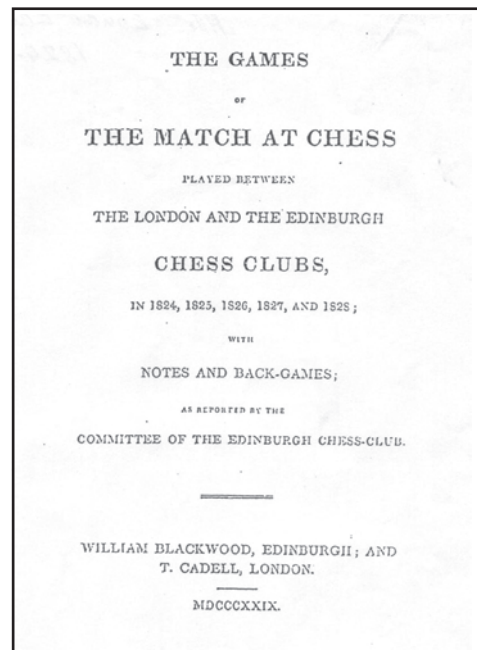 THE GAMES
OF
THE MATCH AT CHESS
PLAYED BETWEEN
THE LONDON AND THE EDINBURGH
CHESS CLUBS,
IN 1824, 1825, 1826, 1827, AND 1828;
WITH
NOTES AND BACK-GAMES;
AS REPORTED BY THE
COMMITTEE OF THE EDINBURGH CHESS-CLUB.
WILLIAM BLACKWOOD, EDINBURGH; AND
T. CADELL, LONDON.
MDCCCXXIX.